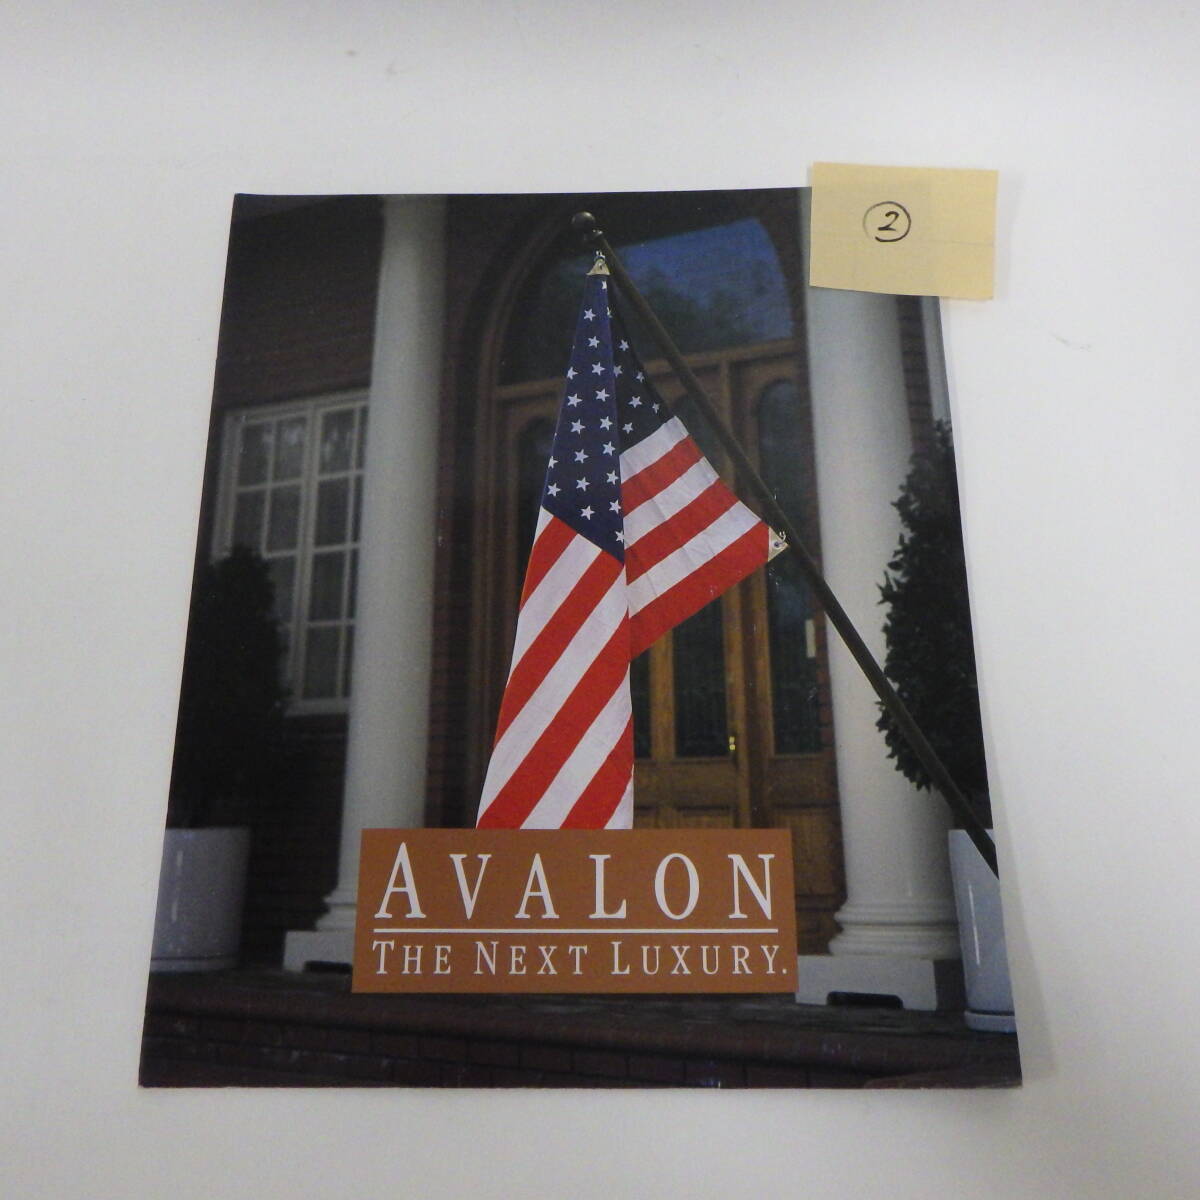 ②
AVALON
THE NEXT LUXURY.